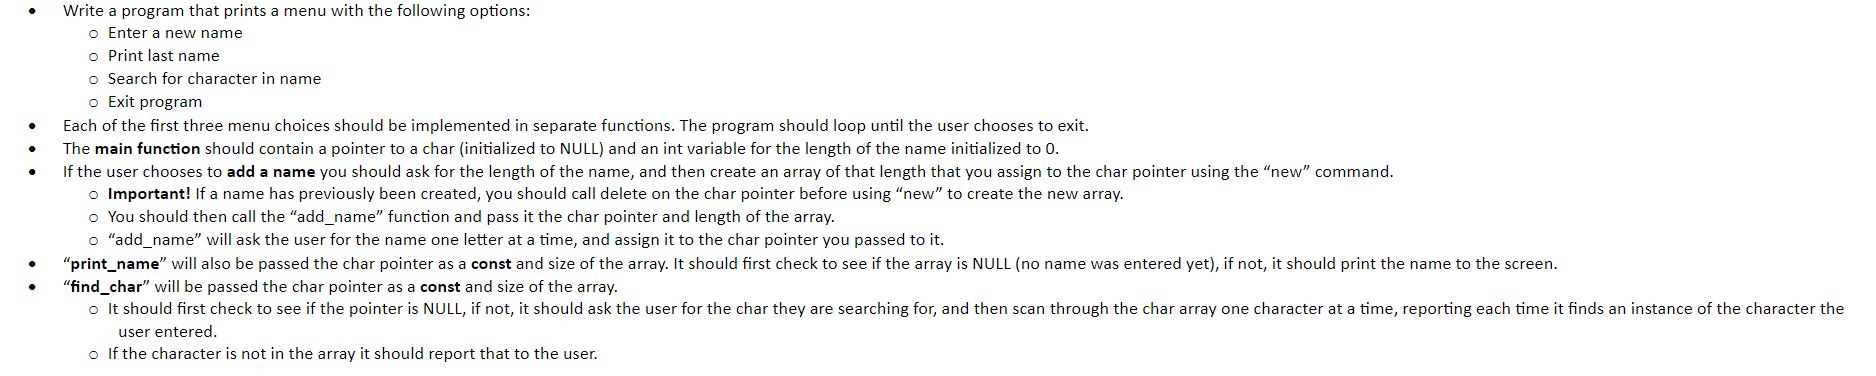 • Write a program that prints a menu with the following options:
o Enter a new name
o Print last name
o Search for character in name
o Exit program
• Each of the first three menu choices should be implemented in separate functions. The program should loop until the user chooses to exit.
• The main function should contain a pointer to a char (initialized to NULL) and an int variable for the length of the name initialized to 0.
• If the user chooses to add a name you should ask for the length of the name, and then create an array of that length that you assign to the char pointer using the “new” command.
o Important! If a name has previously been created, you should call delete on the char pointer before using “new” to create the new array.
o You should then call the “add_name” function and pass it the char pointer and length of the array.
o “add_name” will ask the user for the name one letter at a time, and assign it to the char pointer you passed to it.
• “print_name” will also be passed the char pointer as a const and size of the array. It should first check to see if the array is NULL (no name was entered yet), if not, it should print the name to the screen.
• “find_char” will be passed the char pointer as a const and size of the array.
o It should first check to see if the pointer is NULL, if not, it should ask the user for the char they are searching for, and then scan through the char array one character at a time, reporting each time it finds an instance of the character the
user entered.
o If the character is not in the array it should report that to the user.